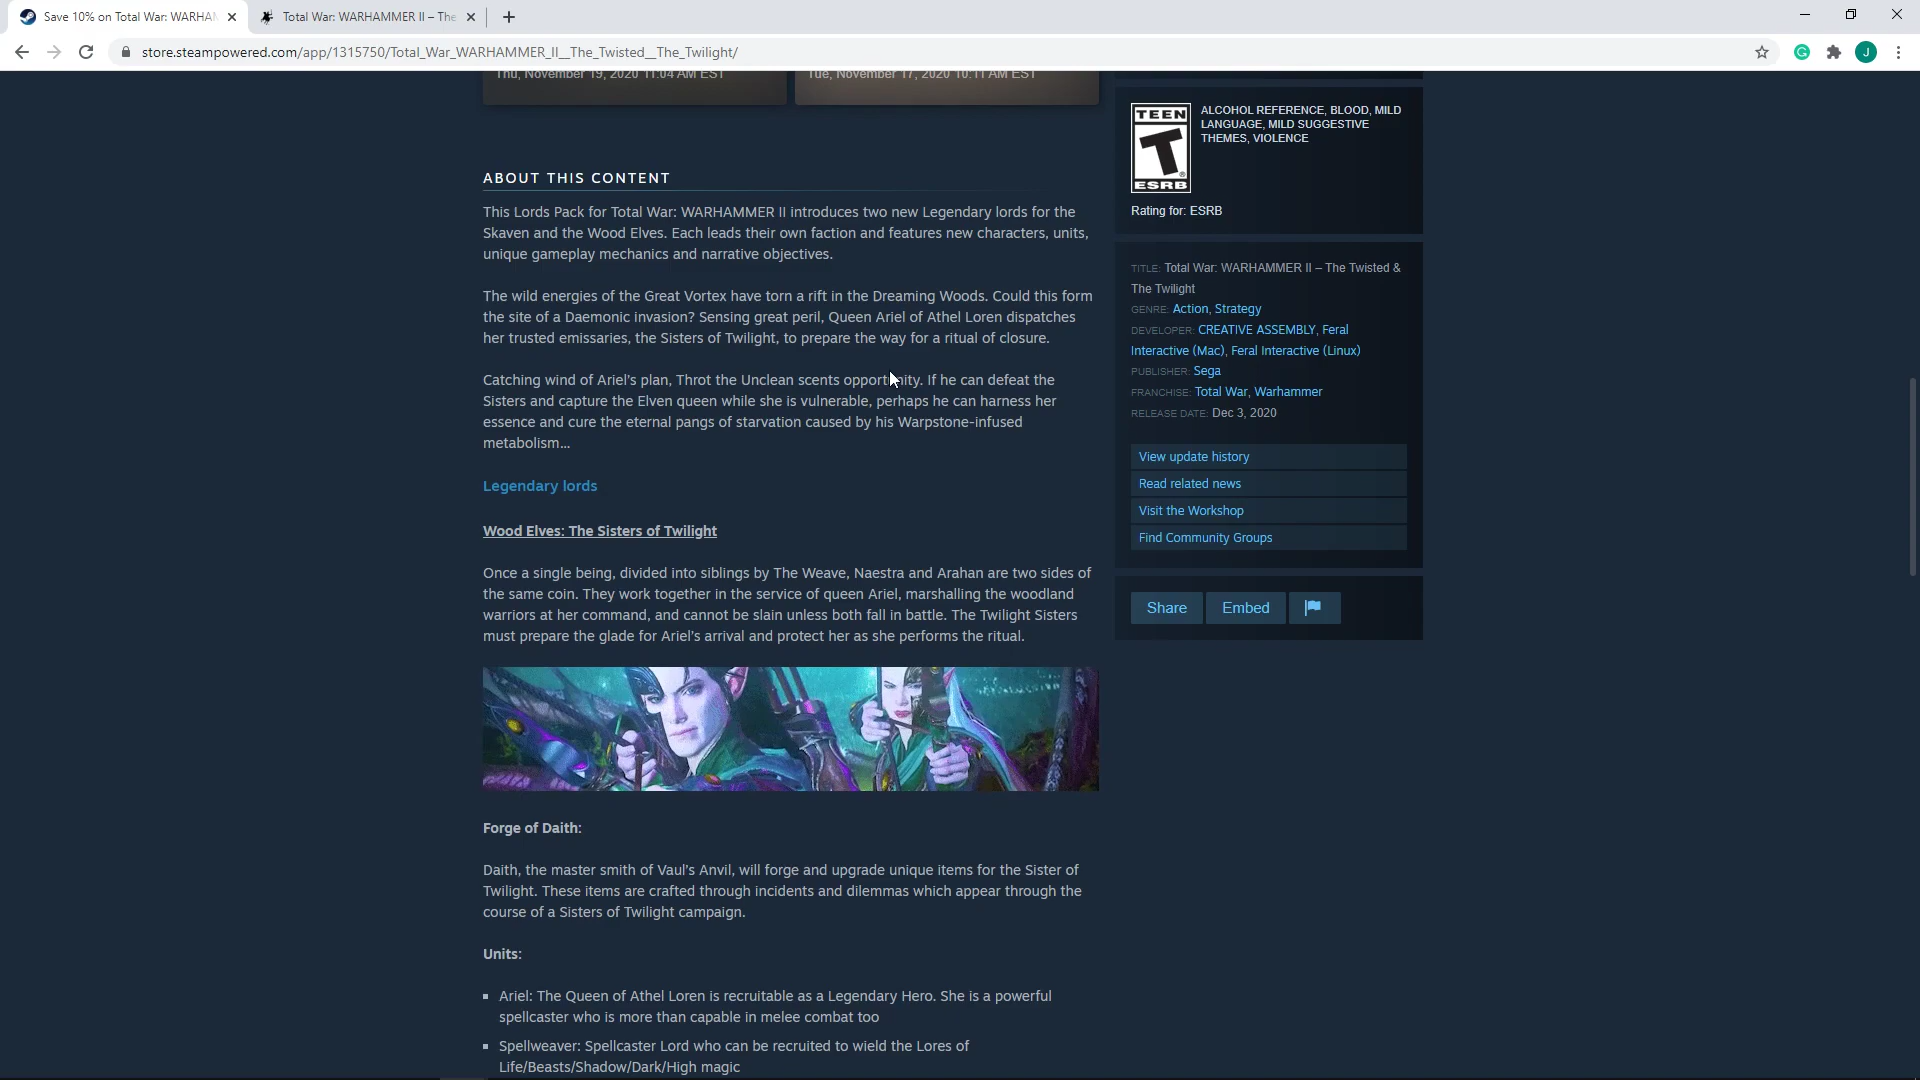 Save 10% on Total War: WARHAM
Total War: WARHAMMER II – The
store.steampowered.com/app/1315750/Total_War_WARHAMMER_II__The_Twisted__The_Twilight/
J
Thu, November 19, 2020 11:04 AM EST
Tue, November 17, 2020 10:11 AM EST
ABOUT THIS CONTENT
This Lords Pack for Total War: WARHAMMER II introduces two new Legendary lords for the
Skaven and the Wood Elves. Each leads their own faction and features new characters, units,
unique gameplay mechanics and narrative objectives.
The wild energies of the Great Vortex have torn a rift in the Dreaming Woods. Could this form
the site of a Daemonic invasion? Sensing great peril, Queen Ariel of Athel Loren dispatches
her trusted emissaries, the Sisters of Twilight, to prepare the way for a ritual of closure.
Catching wind of Ariel's plan, Throt the Unclean scents opportunity. If he can defeat the
Sisters and capture the Elven queen while she is vulnerable, perhaps he can harness her
essence and cure the eternal pangs of starvation caused by his Warpstone-infused
metabolism...
Legendary lords
Wood Elves: The Sisters of Twilight
Once a single being, divided into siblings by The Weave, Naestra and Arahan are two sides of
the same coin. They work together in the service of queen Ariel, marshalling the woodland
warriors at her command, and cannot be slain unless both fall in battle. The Twilight Sisters
must prepare the glade for Ariel's arrival and protect her as she performs the ritual.
Forge of Daith:
Daith, the master smith of Vaul's Anvil, will forge and upgrade unique items for the Sister of
Twilight. These items are crafted through incidents and dilemmas which appear through the
course of a Sisters of Twilight campaign.
Units:
Ariel: The Queen of Athel Loren is recruitable as a Legendary Hero. She is a powerful
spellcaster who is more than capable in melee combat too
Spellweaver: Spellcaster Lord who can be recruited to wield the Lores of
Life/Beasts/Shadow/Dark/High magic
TEEN
T
ESRB
ALCOHOL REFERENCE, BLOOD, MILD
LANGUAGE, MILD SUGGESTIVE
THEMES, VIOLENCE
Rating for: ESRB
TITLE: Total War: WARHAMMER II – The Twisted &
The Twilight
GENRE: Action, Strategy
DEVELOPER: CREATIVE ASSEMBLY, Feral
Interactive (Mac), Feral Interactive (Linux)
PUBLISHER: Sega
FRANCHISE: Total War, Warhammer
RELEASE DATE: Dec 3, 2020
View update history
Read related news
Visit the Workshop
Find Community Groups
Share
Embed